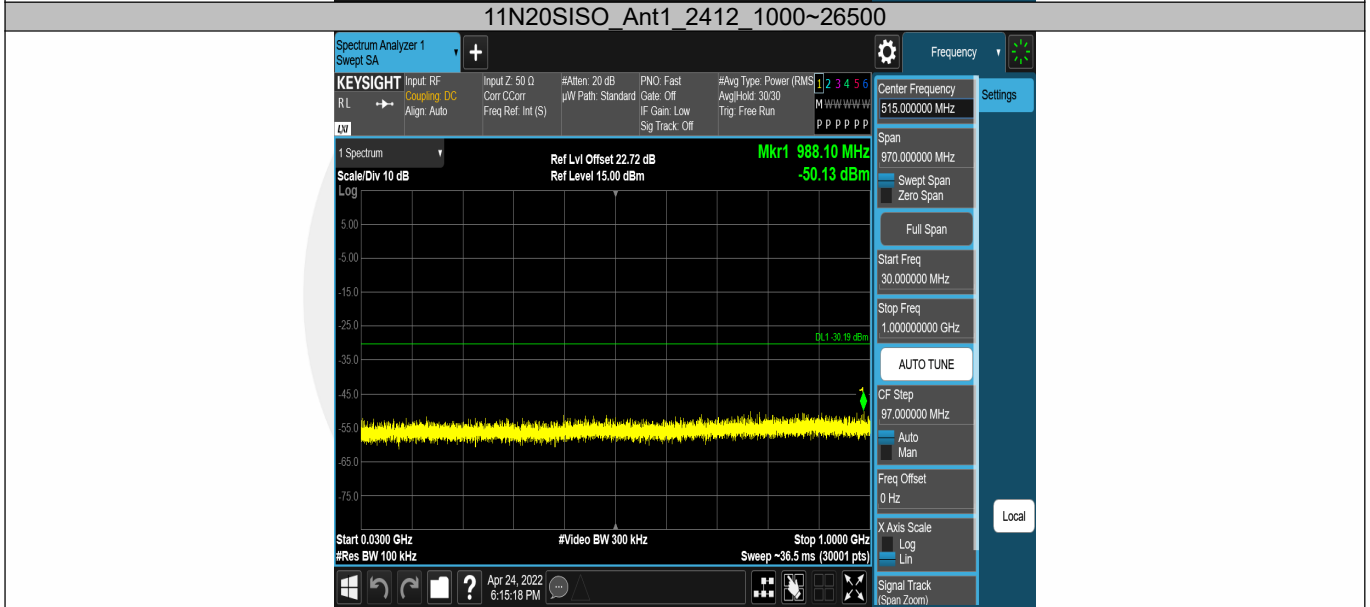 11N20SISO_Ant1_2412_1000~26500
Spectrum Analyzer 1
Swept SA
+
Frequency
KEYSIGHT
RL
LXI
Input: RF
Coupling: DC
Align: Auto
Input Z: 50 Ω
Corr CCorr
Freq Ref: Int (S)
#Atten: 20 dB
µW Path: Standard
PNO: Fast
Gate: Off
IF Gain: Low
Sig Track: Off
#Avg Type: Power (RMS
Avg|Hold: 30/30
Trig: Free Run
1 2 3 4 5 6
M W W W W W
P P P P P P
Center Frequency
515.000000 MHz
Settings
Span
970.000000 MHz
Swept Span
Zero Span
Full Span
Start Freq
30.000000 MHz
Stop Freq
1.000000000 GHz
AUTO TUNE
CF Step
97.000000 MHz
Auto
Man
Freq Offset
0 Hz
X Axis Scale
Log
Lin
Signal Track
(Span Zoom)
Local
1 Spectrum
Scale/Div 10 dB
Log
Ref Lvl Offset 22.72 dB
Ref Level 15.00 dBm
Mkr1 988.10 MHz
-50.13 dBm
5.00
-5.00
-15.0
-25.0
DL1 -30.19 dBm
-35.0
-45.0
1
-55.0
-65.0
-75.0
Start 0.0300 GHz
#Res BW 100 kHz
#Video BW 300 kHz
Stop 1.0000 GHz
Sweep ~36.5 ms (30001 pts)
?
Apr 24, 2022
6:15:18 PM